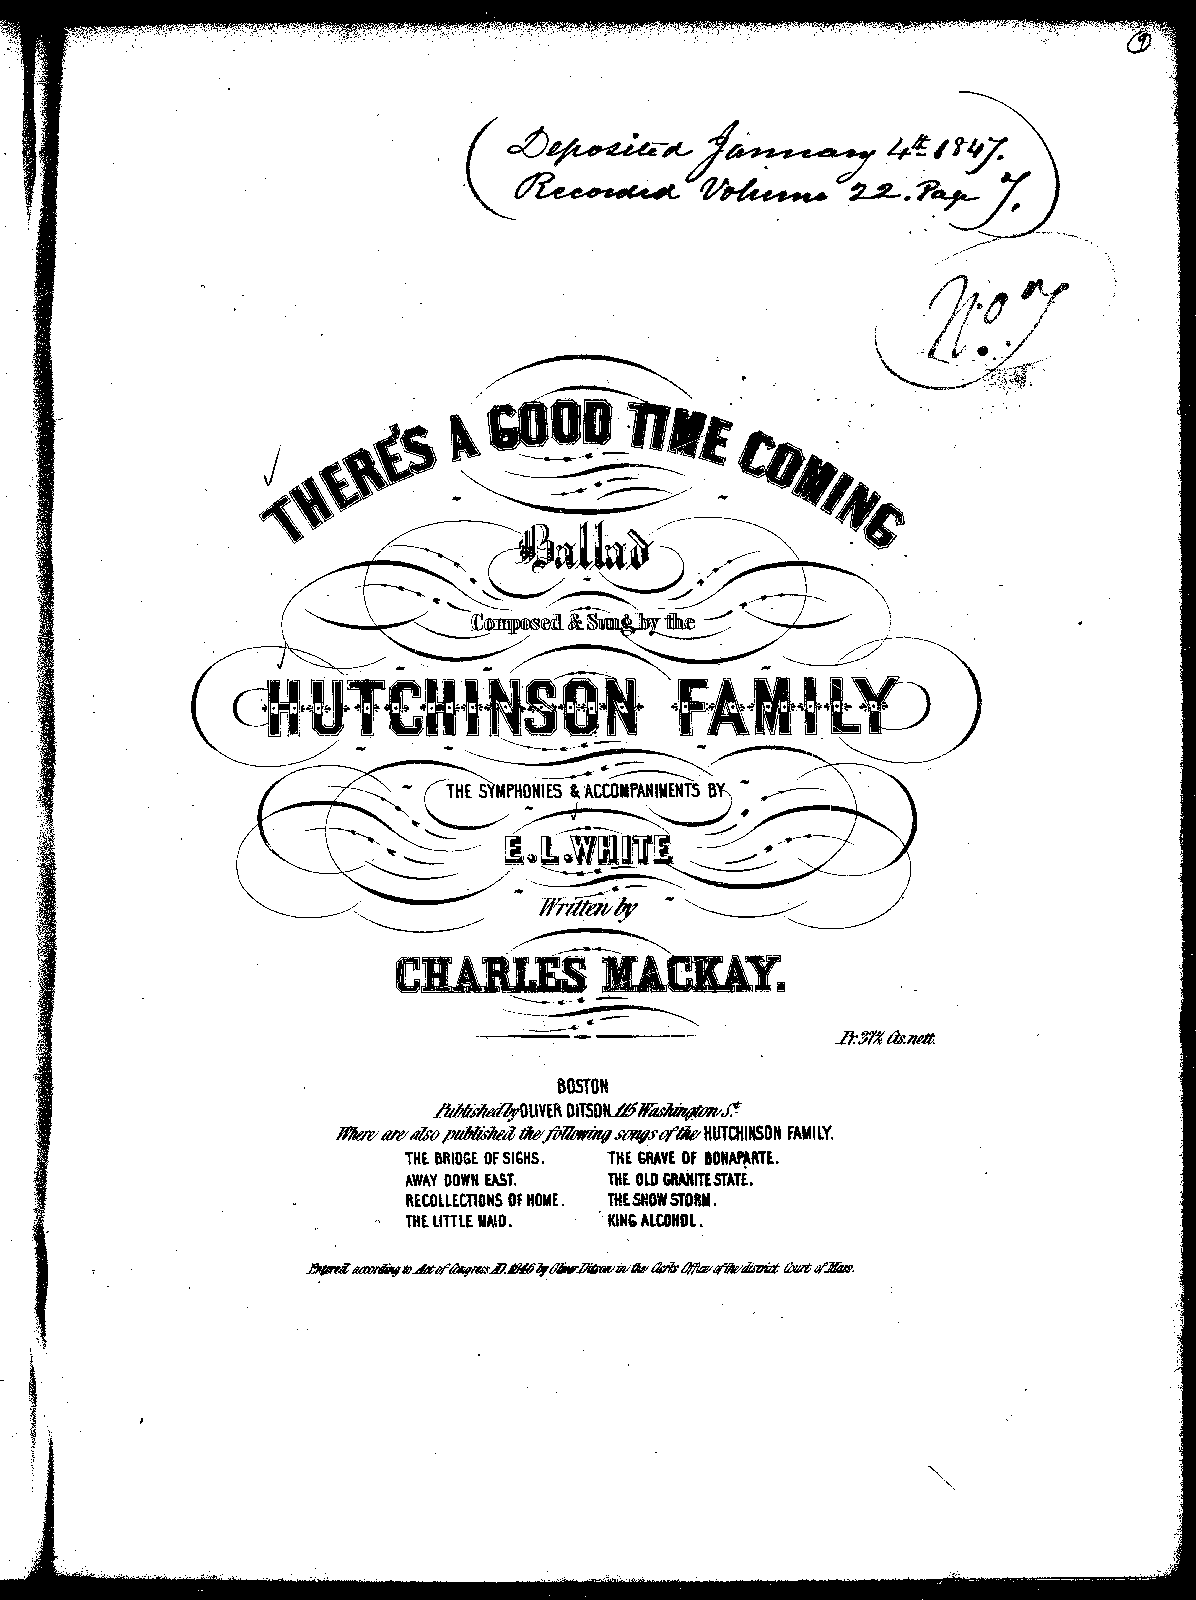 9
Deposited January 4th 1847.
Recorded Volume 22. Page 7.
No. 7
THERE'S A GOOD TIME COMING
Ballad
Composed & Sung by the
HUTCHINSON FAMILY
THE SYMPHONIES & ACCOMPANIMENTS BY
E. L. WHITE
Written by
CHARLES MACKAY.
Pr. 37½ Cts. nett.
BOSTON
Published by OLIVER DITSON 115 Washington St.
Where are also published the following songs of the HUTCHINSON FAMILY.
THE BRIDGE OF SIGHS. THE GRAVE OF BONAPARTE.
AWAY DOWN EAST. THE OLD GRANITE STATE.
RECOLLECTIONS OF HOME. THE SNOW STORM.
THE LITTLE MAID. KING ALCOHOL.
Entered according to Act of Congress AD. 1846 by Oliver Ditson in the Clerks Office of the district Court of Mass.